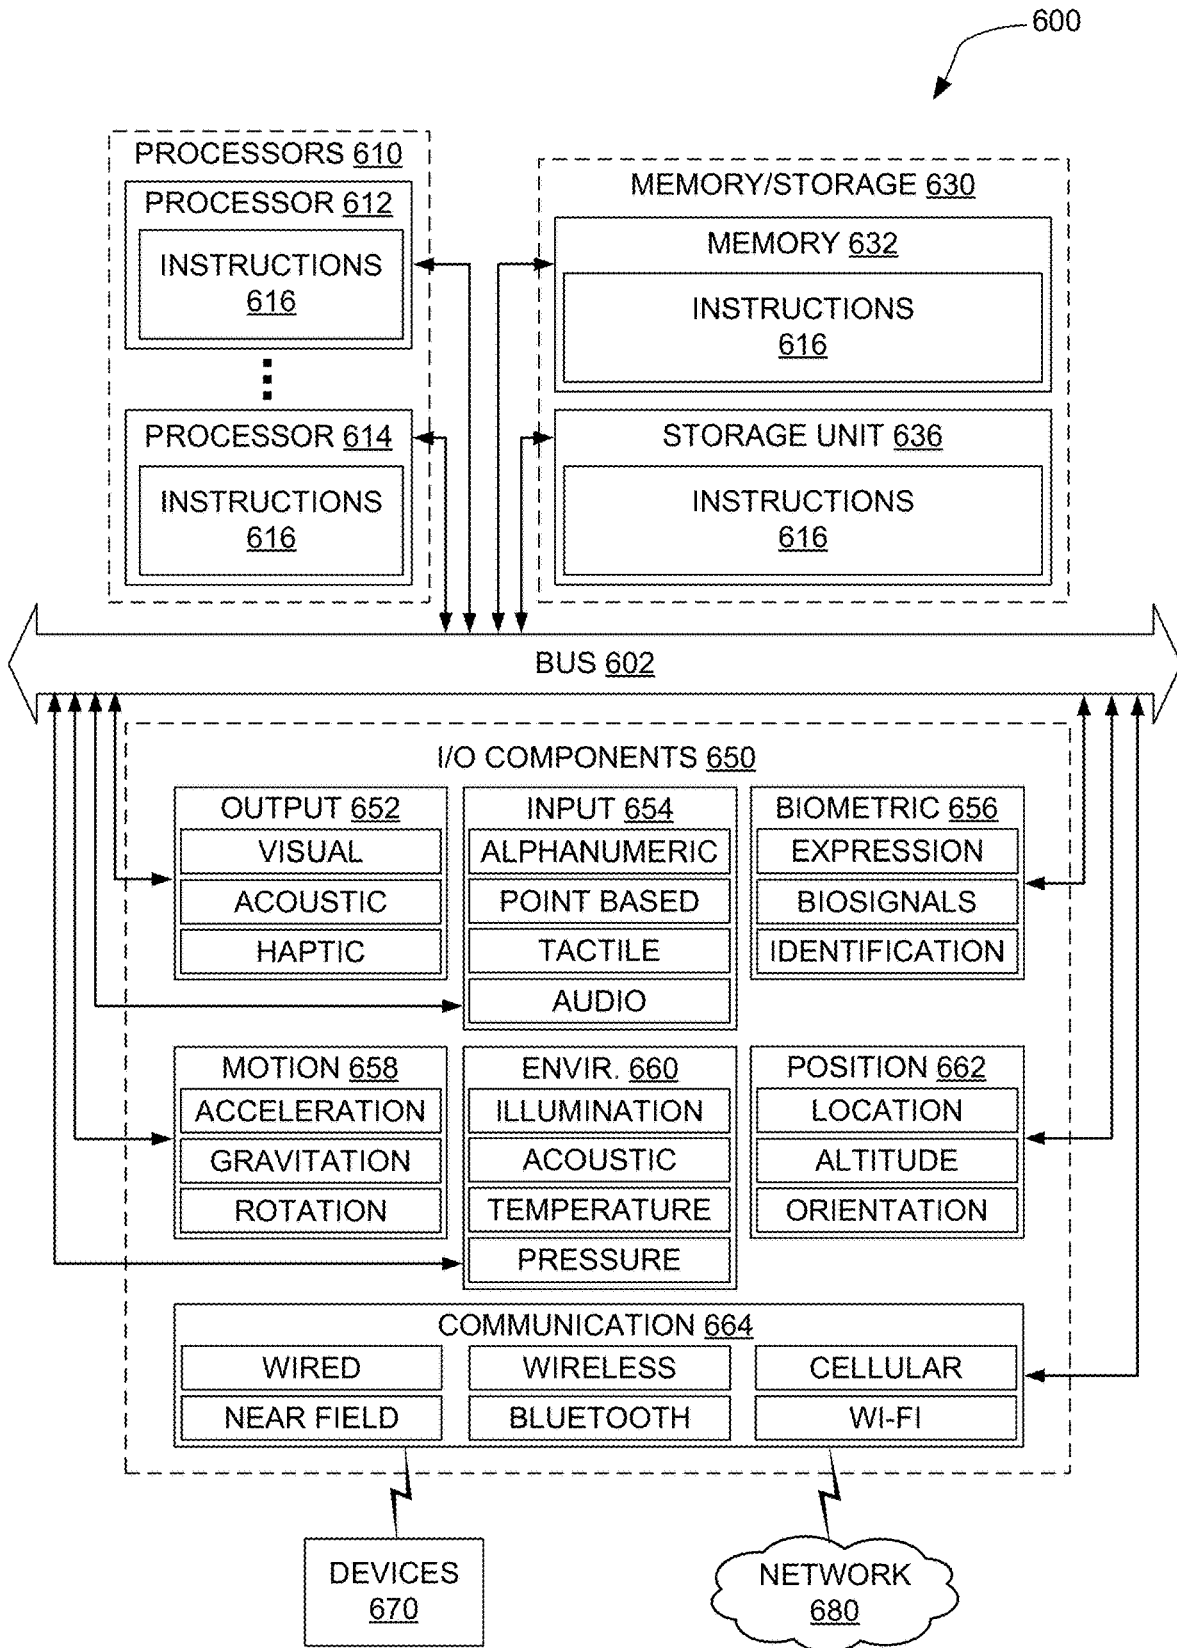 600
PROCESSORS 610
PROCESSOR 612
INSTRUCTIONS
616
PROCESSOR 614
INSTRUCTIONS
616
MEMORY/STORAGE 630
MEMORY 632
INSTRUCTIONS
616
STORAGE UNIT 636
INSTRUCTIONS
616
BUS 602
I/O COMPONENTS 650
OUTPUT 652
VISUAL
ACOUSTIC
HAPTIC
INPUT 654
ALPHANUMERIC
POINT BASED
TACTILE
AUDIO
BIOMETRIC 656
EXPRESSION
BIOSIGNALS
IDENTIFICATION
MOTION 658
ACCELERATION
GRAVITATION
ROTATION
ENVIR. 660
ILLUMINATION
ACOUSTIC
TEMPERATURE
PRESSURE
POSITION 662
LOCATION
ALTITUDE
ORIENTATION
COMMUNICATION 664
WIRED
WIRELESS
CELLULAR
NEAR FIELD
BLUETOOTH
WI-FI
DEVICES
670
NETWORK
680